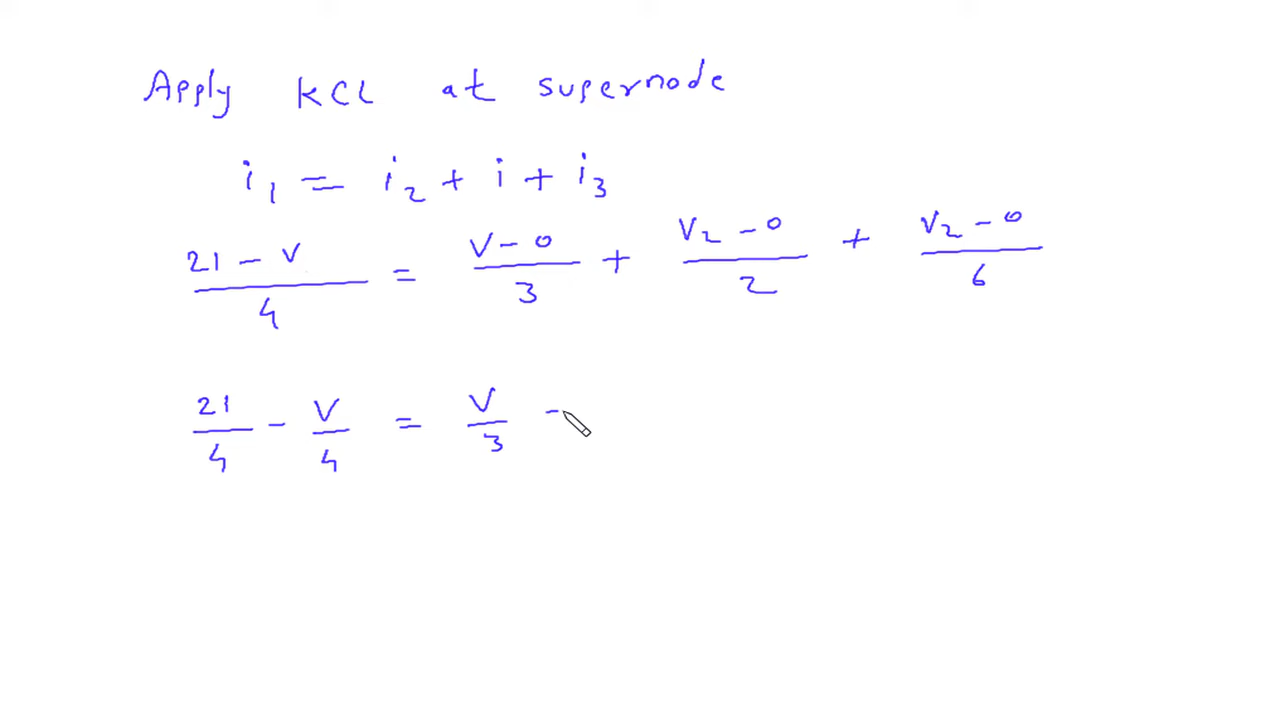 Apply KCL at supernode
i₁ = i₂ + i + i₃
(21 - v)/4 = (v - 0)/3 + (v₂ - 0)/2 + (v₂ - 0)/6
21/4 - v/4 = v/3 -